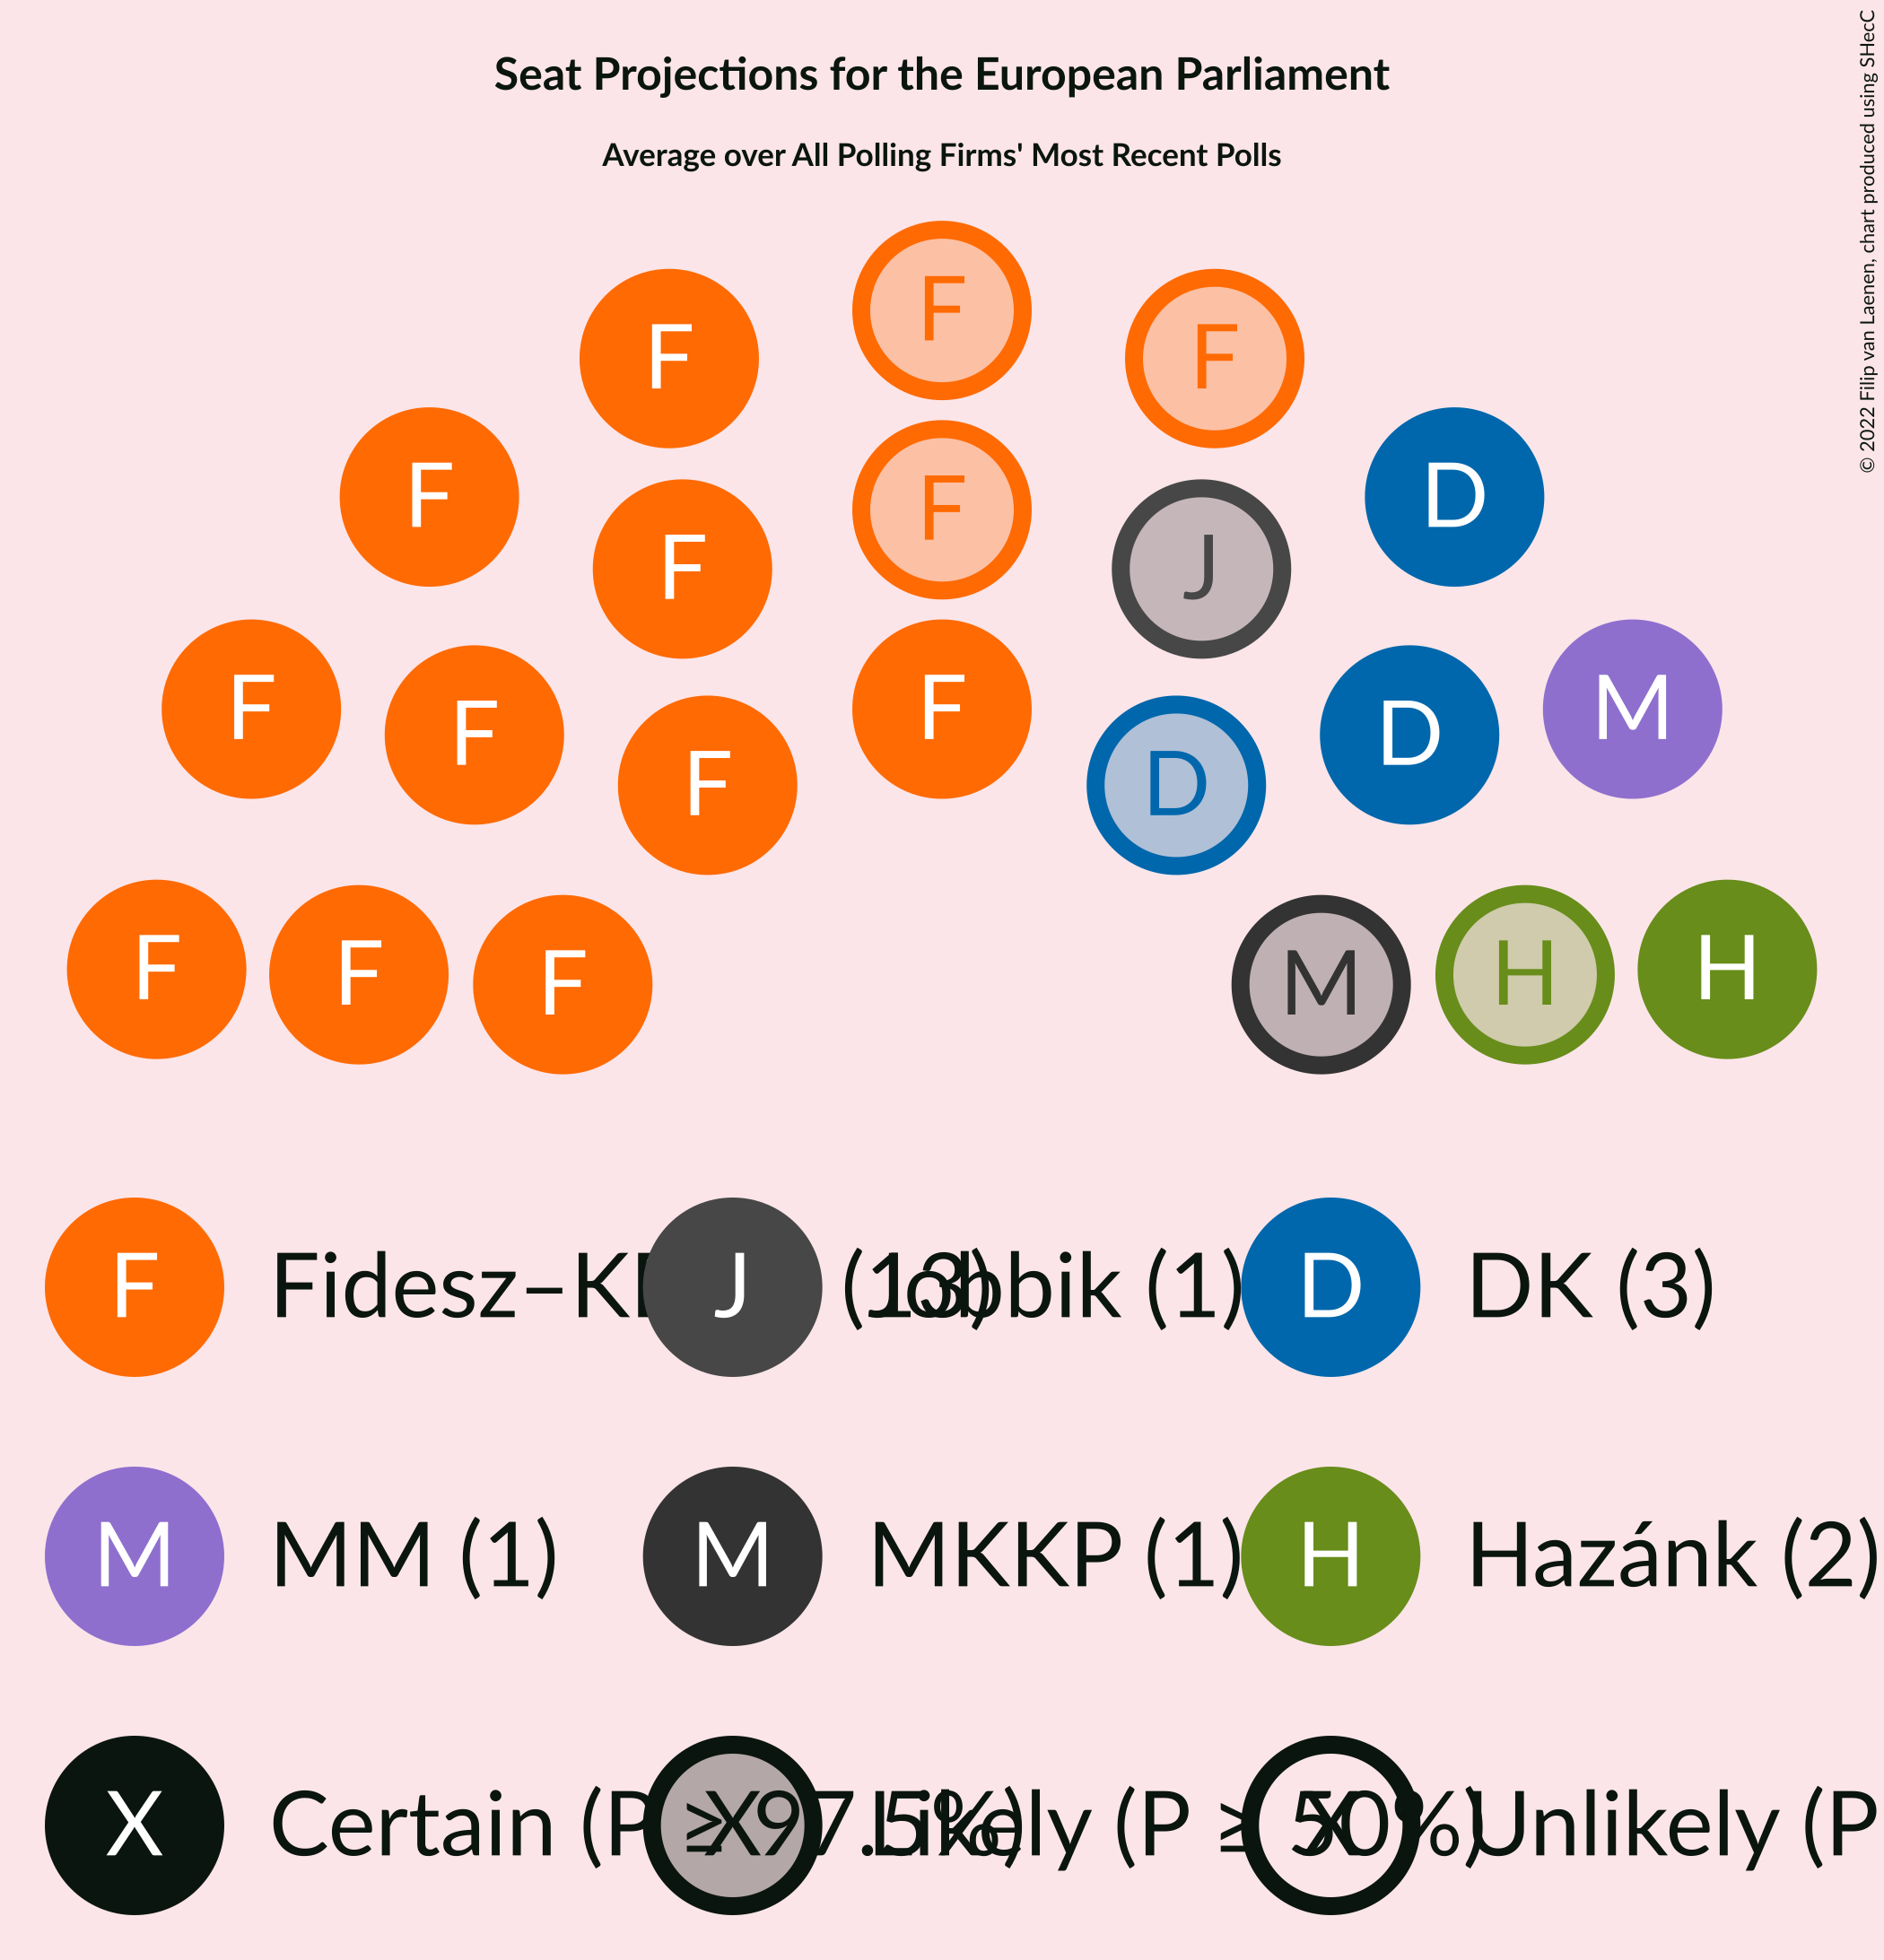 Seat Projections for the European Parliament
Average over All Polling Firms' Most Recent Polls
© 2022 Filip van Laenen, chart produced using SHecC
F
F
F
F
D
F
F
J
F
F
F
M
F
D
F
D
F
F
F
M
H
H
F Fidesz–K (13)
J Jobbik (1)
D DK (3)
M MM (1)
M MKKP (1)
H Hazánk (2)
X Certain (P ≥ 97.5%)
X Likely (P ≥ 50%)
X Unlikely (P